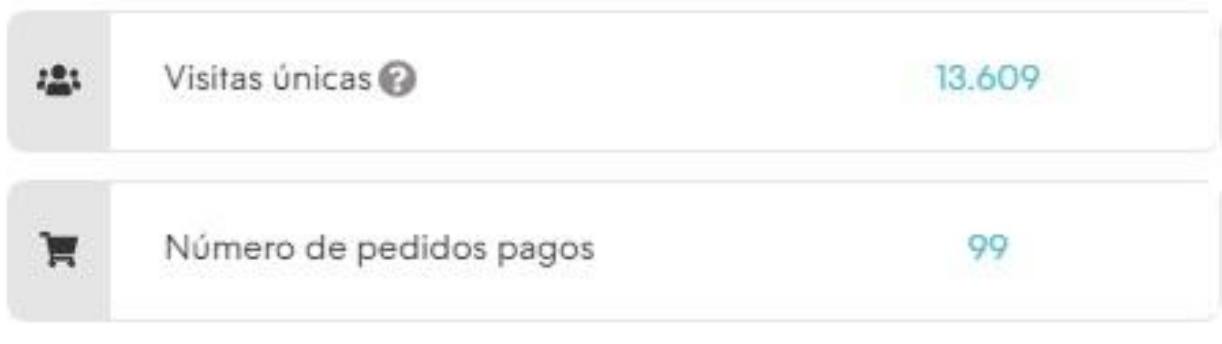 Visitas únicas ? 13.609
Número de pedidos pagos 99